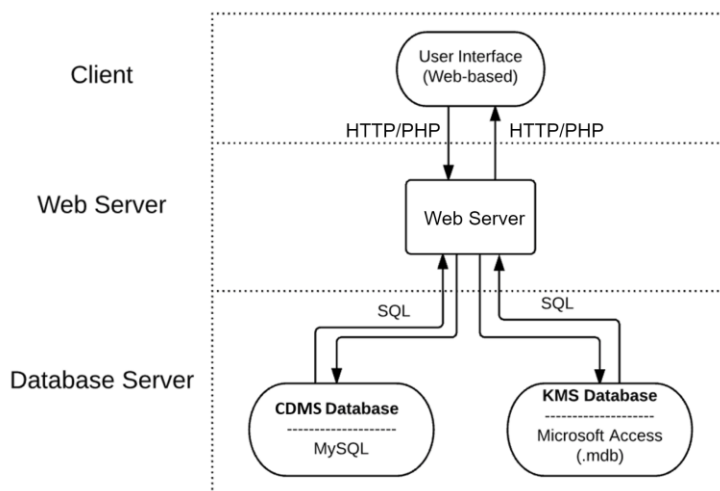 Client
User Interface
(Web-based)
HTTP/PHP
HTTP/PHP
Web Server
Web Server
SQL
SQL
Database Server
CDMS Database
--------------------
MySQL
KMS Database
--------------------
Microsoft Access
(.mdb)